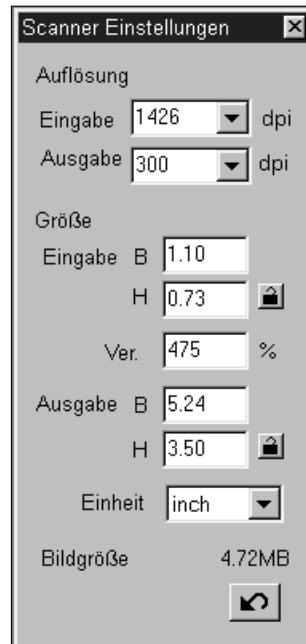 Scanner Einstellungen
Auflösung
Eingabe 1426 dpi
Ausgabe 300 dpi
Größe
Eingabe B 1.10
H 0.73
Ver. 475 %
Ausgabe B 5.24
H 3.50
Einheit inch
Bildgröße 4.72MB